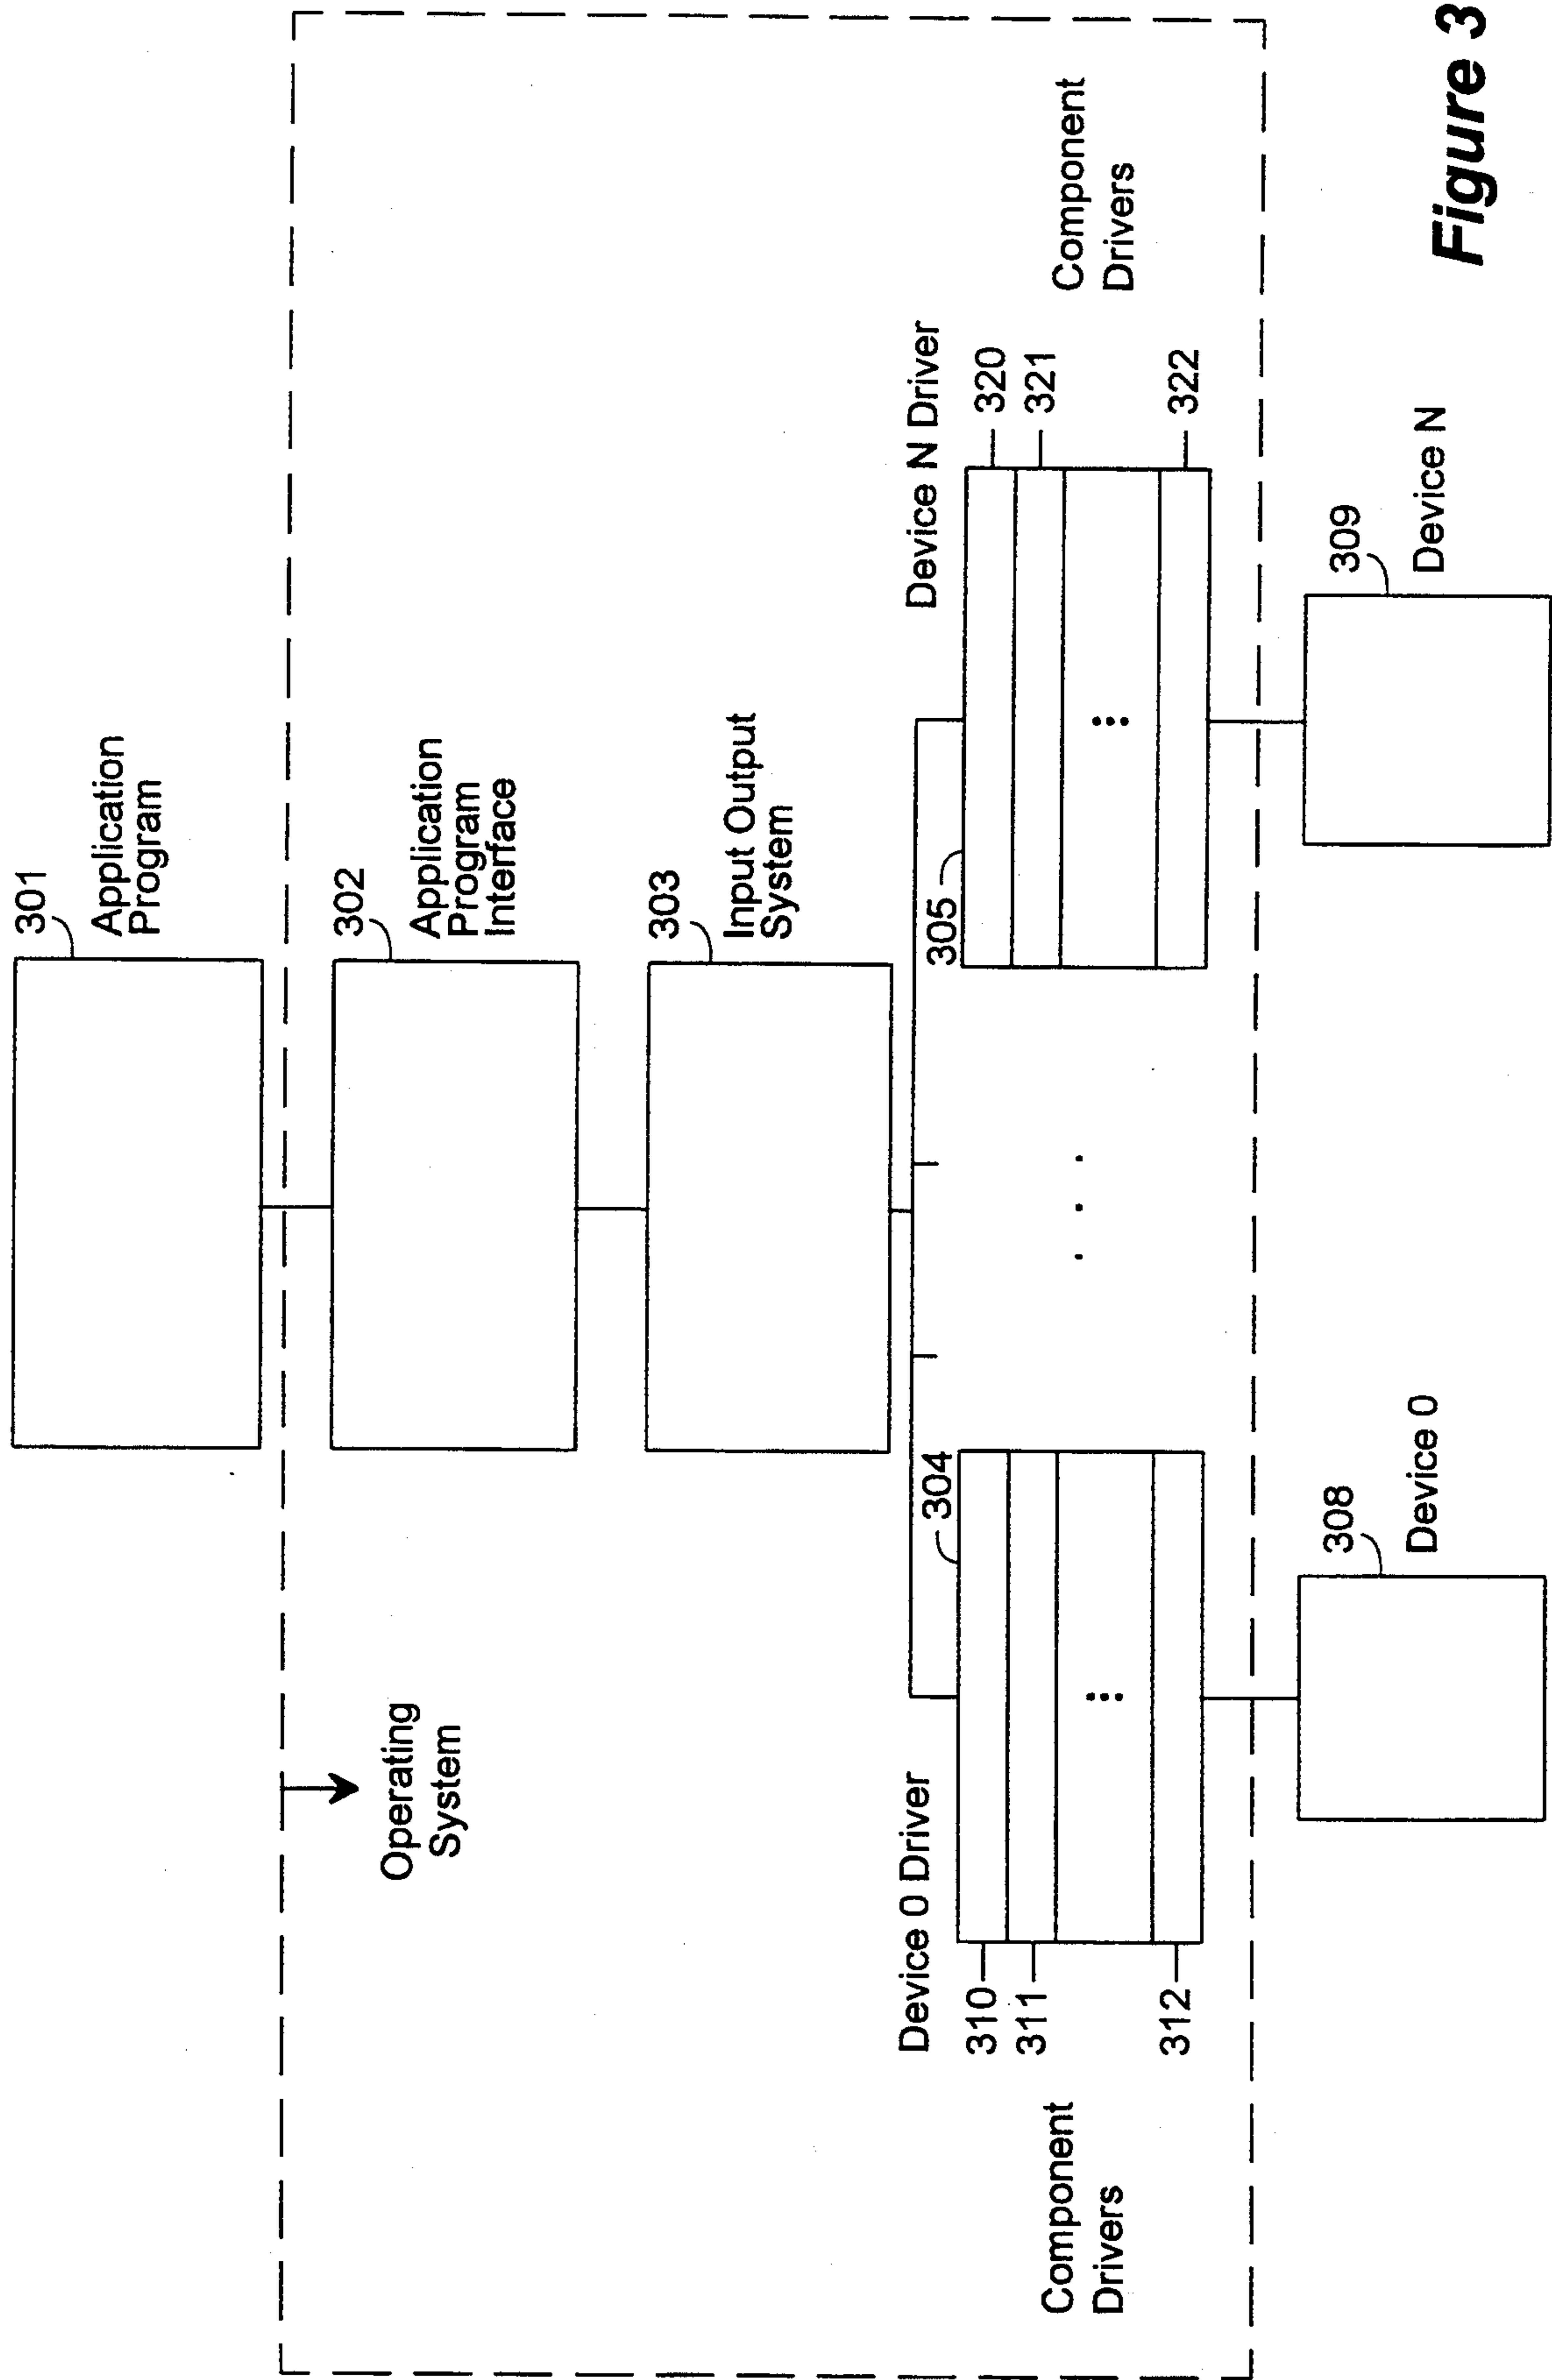 301
Application
Program
Operating
System
302
Application
Program
Interface
303
Input Output
System
Device 0 Driver
304
310
311
312
Component
Drivers
Device N Driver
305
320
321
322
Component
Drivers
308
Device 0
309
Device N
Figure 3